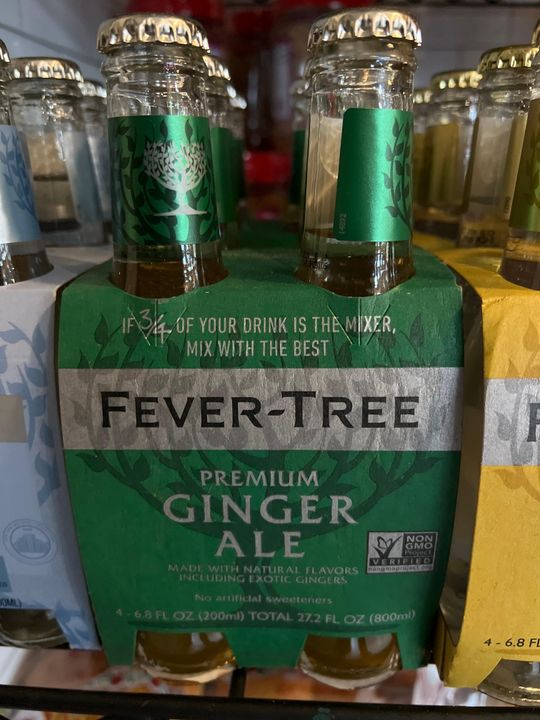 IF 3/4 OF YOUR DRINK IS THE MIXER,
MIX WITH THE BEST
FEVER-TREE
PREMIUM
GINGER
ALE
MADE WITH NATURAL FLAVORS
INCLUDING EXOTIC GINGERS
No artificial sweeteners
4 - 6.8 FL OZ (200ml) TOTAL 27.2 FL OZ (800ml)
NON
GMO
Project
VERIFIED
nongmoproject.org
F
4 - 6.8 FL